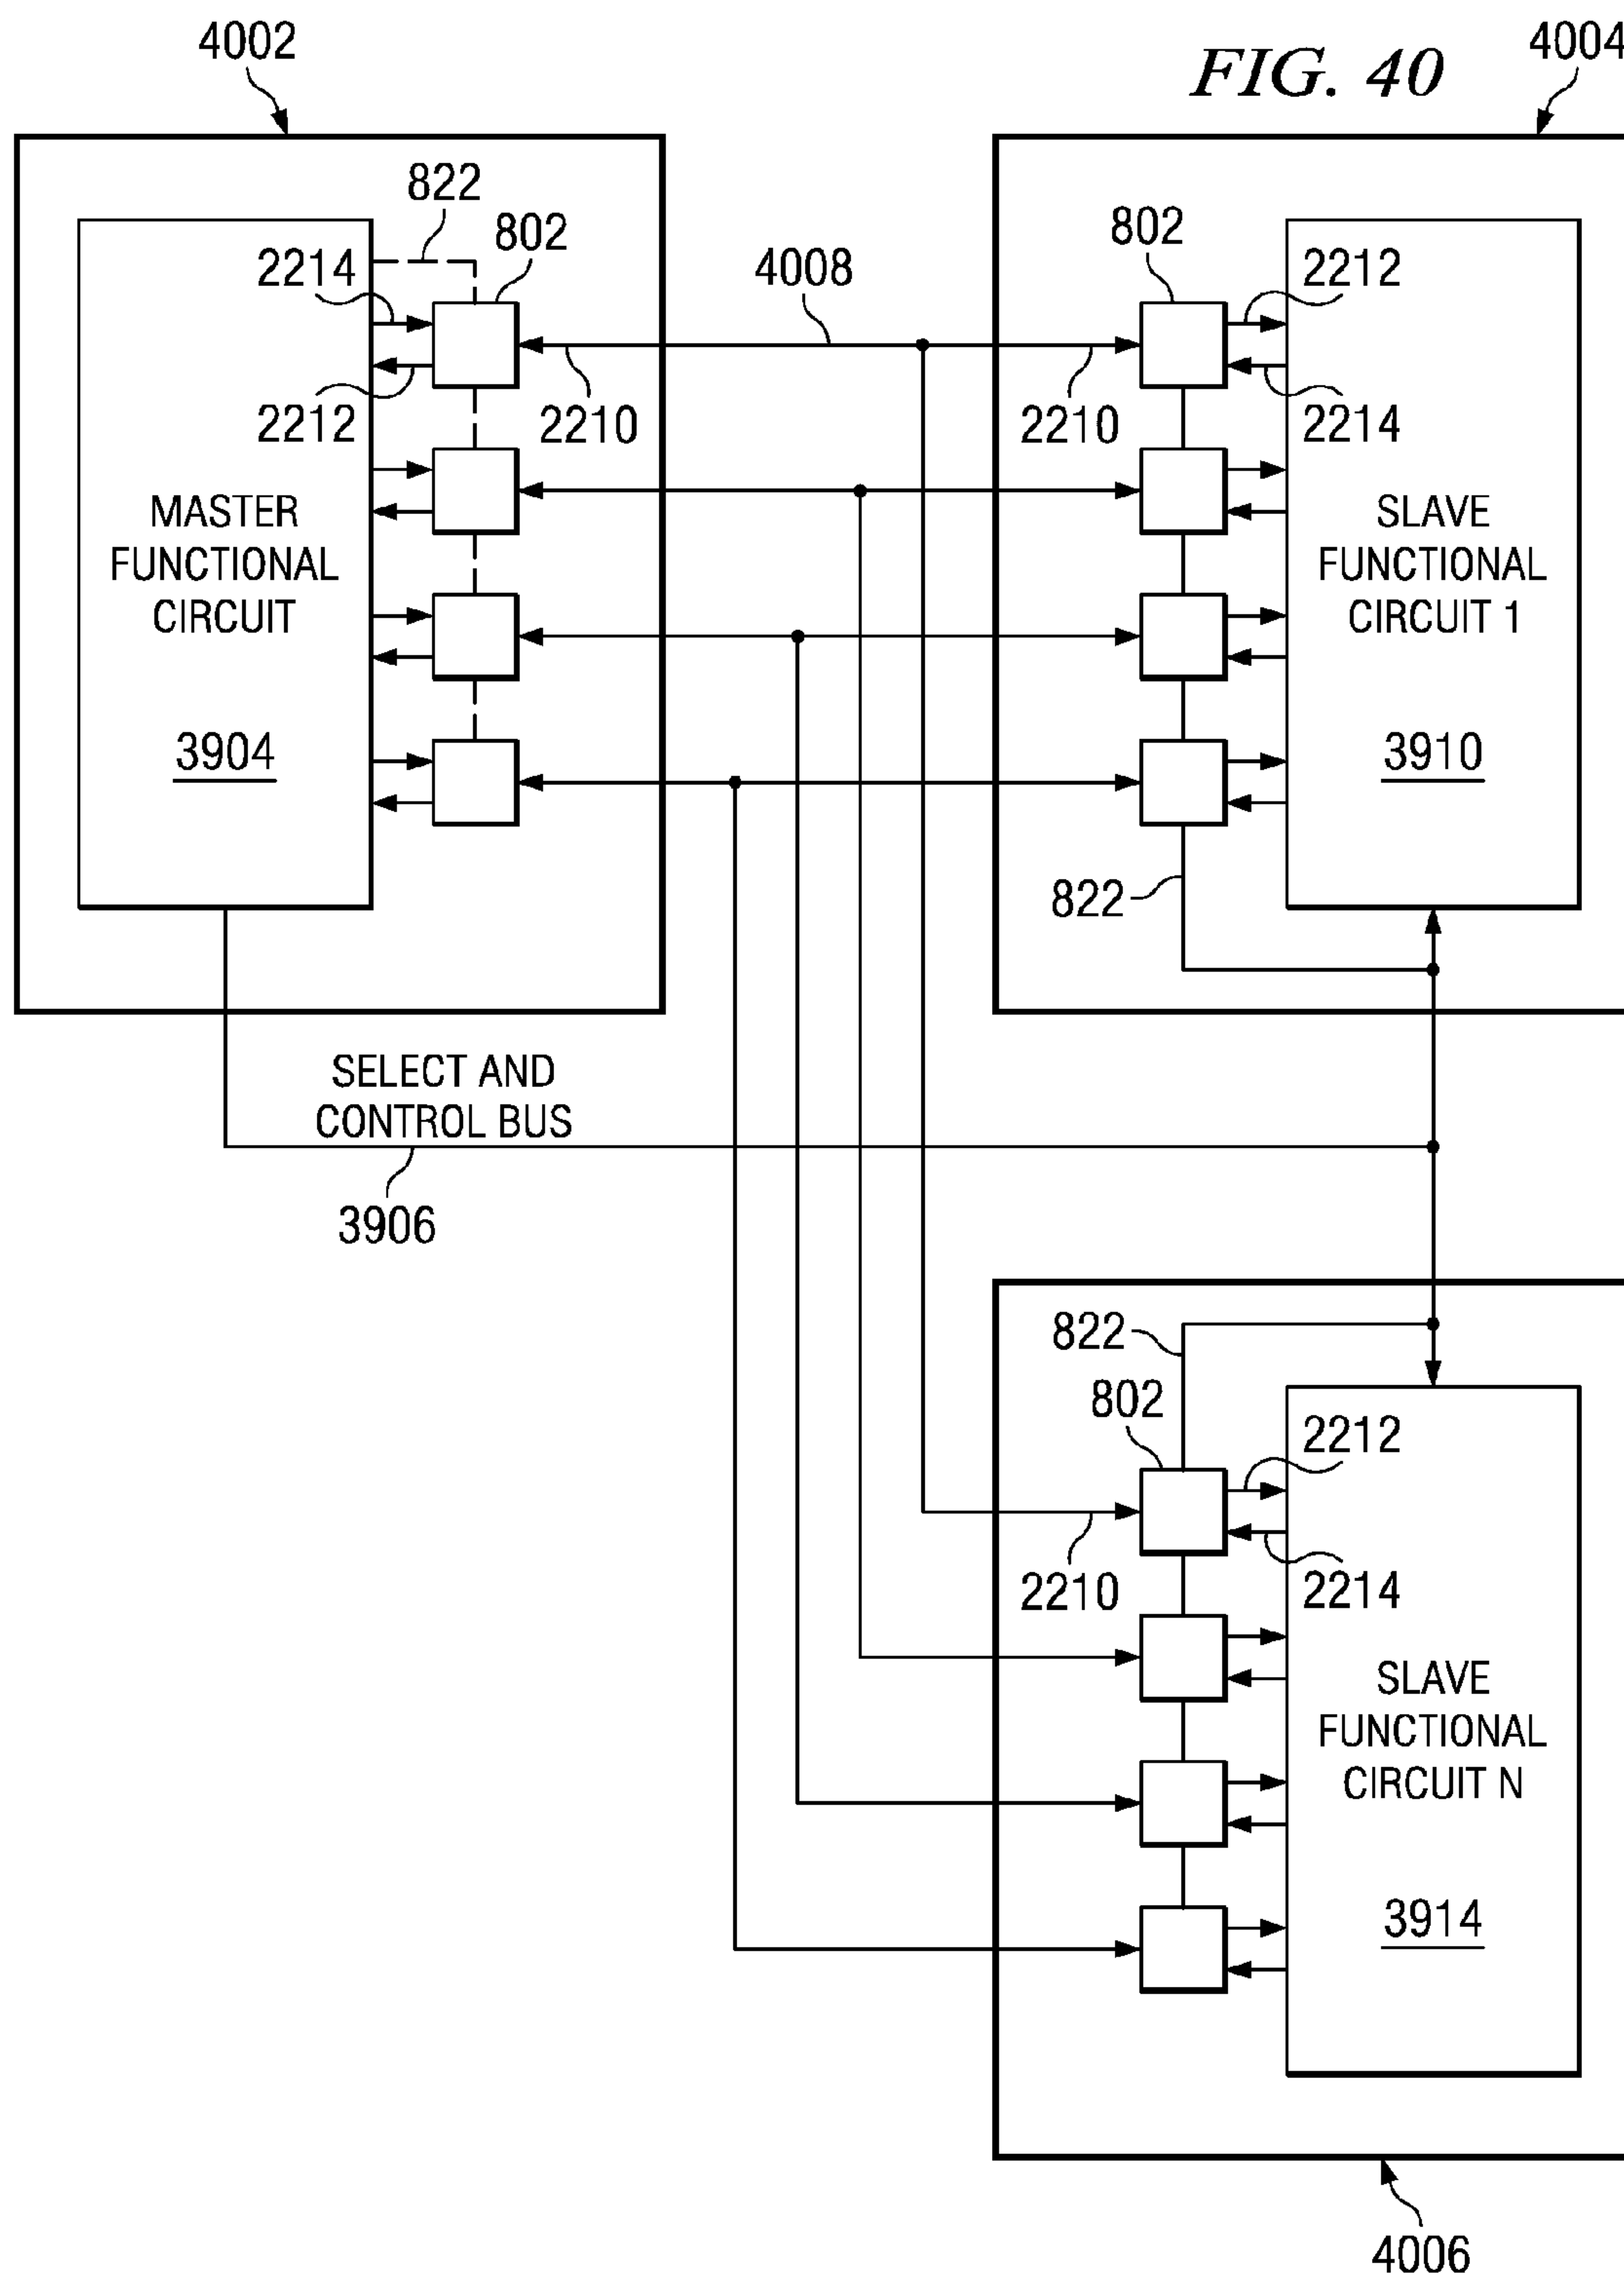 4002
FIG. 40
4004
822
802
2214
2212
2210
4008
MASTER
FUNCTIONAL
CIRCUIT
3904
802
2212
2210
2214
SLAVE
FUNCTIONAL
CIRCUIT 1
3910
822
SELECT AND
CONTROL BUS
3906
822
802
2212
2210
2214
SLAVE
FUNCTIONAL
CIRCUIT N
3914
4006